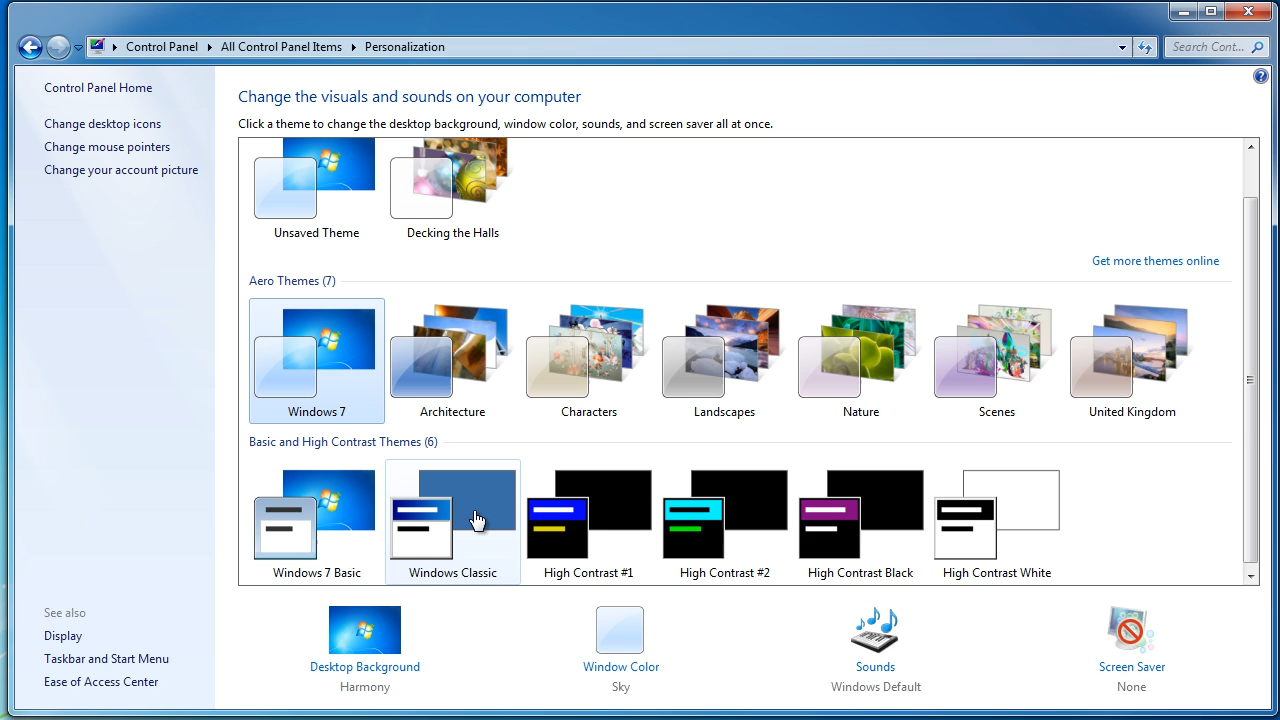 Control Panel
All Control Panel Items
Personalization
Search Cont...
Control Panel Home
Change desktop icons
Change mouse pointers
Change your account picture
Change the visuals and sounds on your computer
Click a theme to change the desktop background, window color, sounds, and screen saver all at once.
Unsaved Theme
Decking the Halls
Get more themes online
Aero Themes (7)
Windows 7
Architecture
Characters
Landscapes
Nature
Scenes
United Kingdom
Basic and High Contrast Themes (6)
Windows 7 Basic
Windows Classic
High Contrast #1
High Contrast #2
High Contrast Black
High Contrast White
See also
Display
Taskbar and Start Menu
Ease of Access Center
Desktop Background
Harmony
Window Color
Sky
Sounds
Windows Default
Screen Saver
None